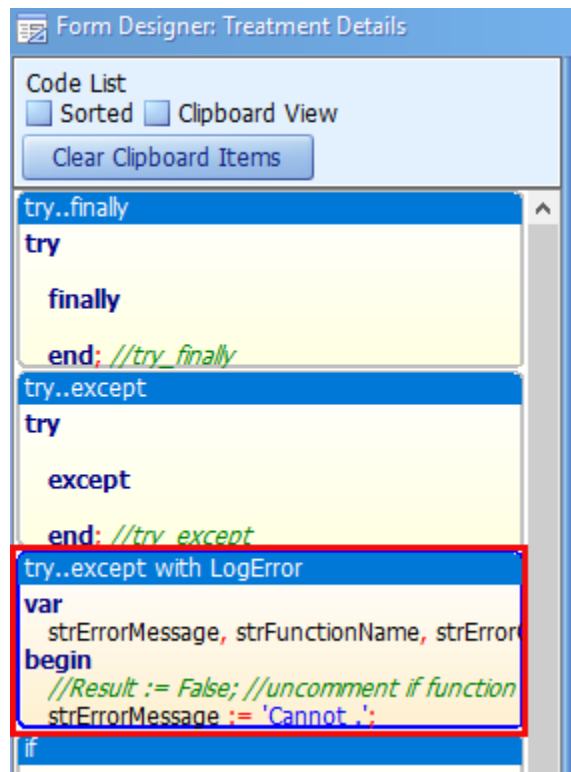 Form Designer: Treatment Details
Code List
Sorted Clipboard View
Clear Clipboard Items
try..finally
try
finally
end; //try_finally
try..except
try
except
end; //try_except
try..except with LogError
var
strErrorMessage, strFunctionName, strError
begin
//Result := False; //uncomment if function
strErrorMessage := 'Cannot .';
if